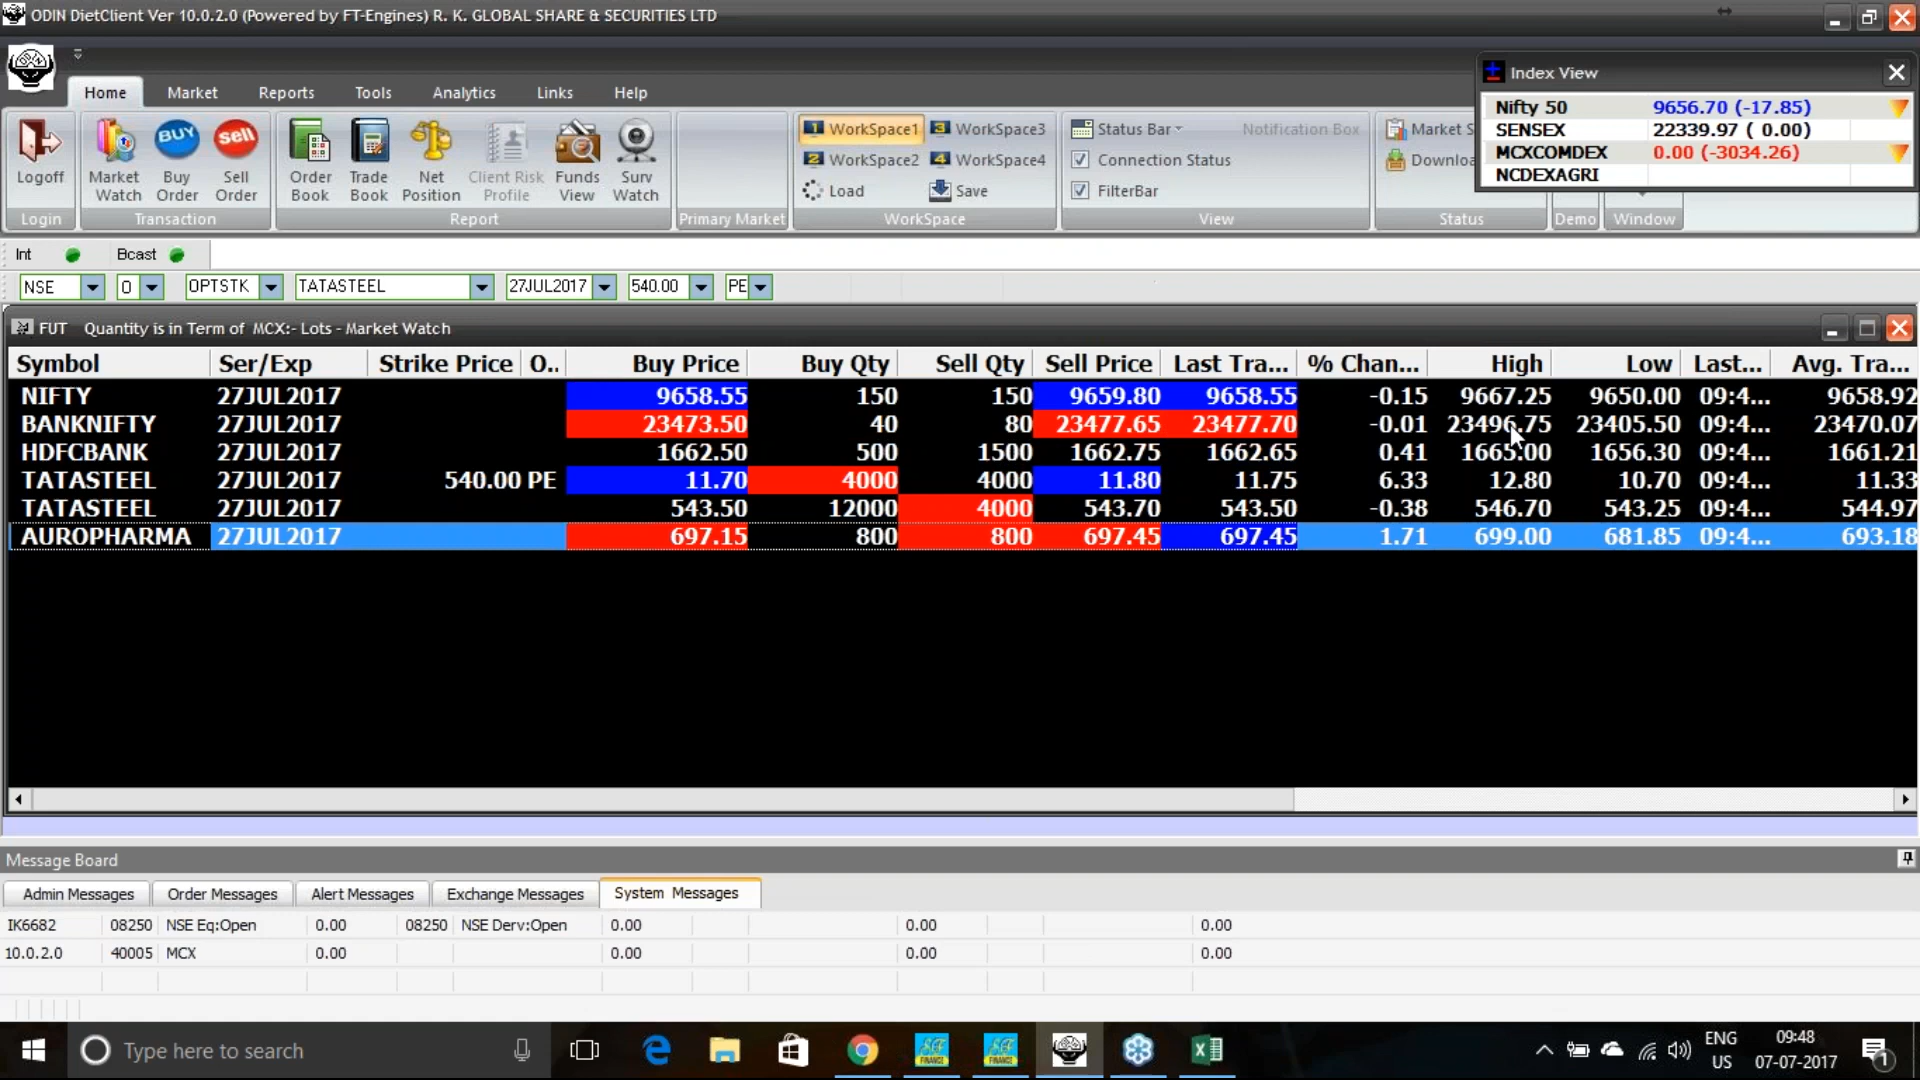 ODIN DietClient Ver 10.0.2.0 (Powered by FT-Engines) R. K. GLOBAL SHARE & SECURITIES LTD
Home Market Reports Tools Analytics Links Help
Index View
Nifty 50 9656.70 (-17.85)
SENSEX 22339.97 ( 0.00)
MCXCOMDEX 0.00 (-3034.26)
NCDEXAGRI
Logoff
Market Watch
BUY
Buy Order
sell
Sell Order
Order Book
Trade Book
Net Position
Client Risk Profile
Funds View
Surv Watch
1 WorkSpace1 3 WorkSpace3
2 WorkSpace2 4 WorkSpace4
Load Save
Status Bar Notification Box
Connection Status
FilterBar
Market S
Downloa
Login Transaction Report Primary Market WorkSpace View Status Demo Window
Int Bcast
NSE O OPTSTK TATASTEEL 27JUL2017 540.00 PE
FUT Quantity is in Term of MCX:- Lots - Market Watch
Symbol Ser/Exp Strike Price O.. Buy Price Buy Qty Sell Qty Sell Price Last Tra... % Chan... High Low Last... Avg. Tra...
NIFTY 27JUL2017 9658.55 150 150 9659.80 9658.55 -0.15 9667.25 9650.00 09:4... 9658.92
BANKNIFTY 27JUL2017 23473.50 40 80 23477.65 23477.70 -0.01 23496.75 23405.50 09:4... 23470.07
HDFCBANK 27JUL2017 1662.50 500 1500 1662.75 1662.65 0.41 1665.00 1656.30 09:4... 1661.21
TATASTEEL 27JUL2017 540.00 PE 11.70 4000 4000 11.80 11.75 6.33 12.80 10.70 09:4... 11.33
TATASTEEL 27JUL2017 543.50 12000 4000 543.70 543.50 -0.38 546.70 543.25 09:4... 544.97
AUROPHARMA 27JUL2017 697.15 800 800 697.45 697.45 1.71 699.00 681.85 09:4... 693.18
Message Board
Admin Messages Order Messages Alert Messages Exchange Messages System Messages
IK6682 08250 NSE Eq:Open 0.00 08250 NSE Derv:Open 0.00 0.00 0.00
10.0.2.0 40005 MCX 0.00 0.00 0.00 0.00
Type here to search
FINANCE
FINANCE
ENG
US
09:48
07-07-2017
1